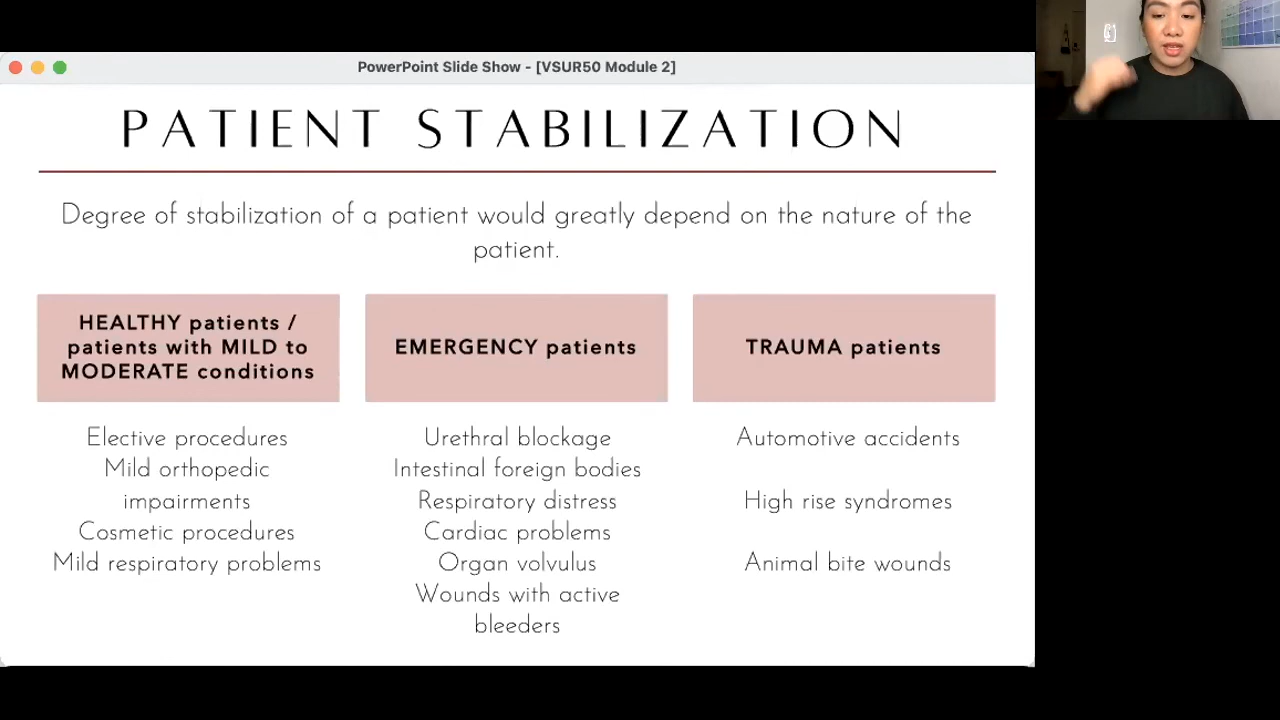 PowerPoint Slide Show - [VSUR50 Module 2]
PATIENT STABILIZATION
Degree of stabilization of a patient would greatly depend on the nature of the
patient.
HEALTHY patients /
patients with MILD to
MODERATE conditions
Elective procedures
Mild orthopedic
impairments
Cosmetic procedures
Mild respiratory problems
EMERGENCY patients
Urethral blockage
Intestinal foreign bodies
Respiratory distress
Cardiac problems
Organ volvulus
Wounds with active
bleeders
TRAUMA patients
Automotive accidents
High rise syndromes
Animal bite wounds